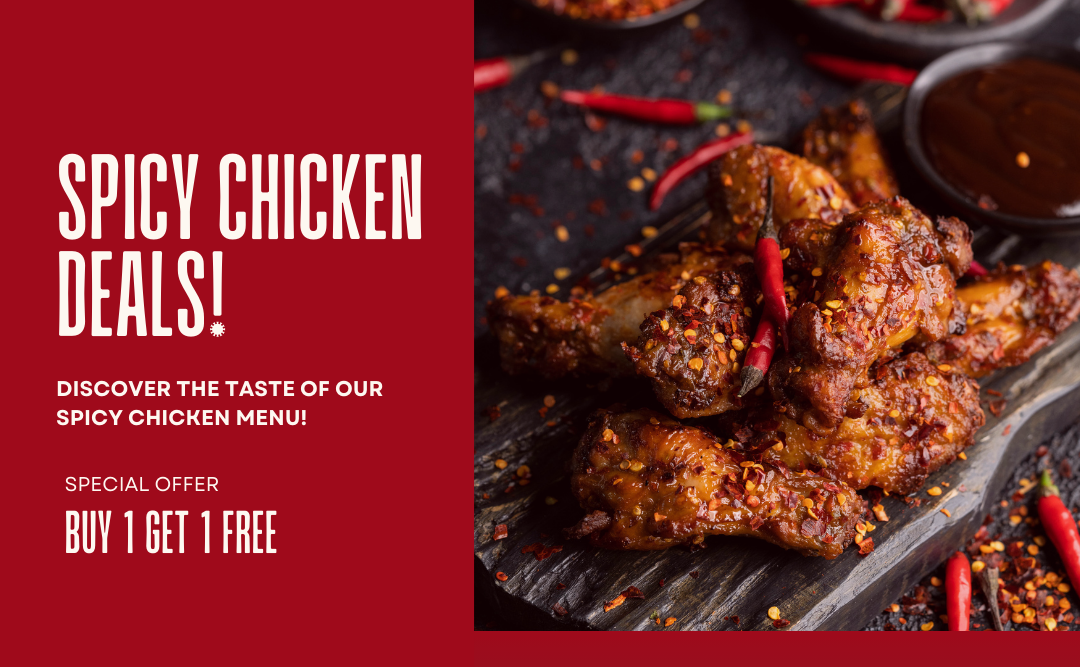 SPICY CHICKEN
DEALS!
DISCOVER THE TASTE OF OUR
SPICY CHICKEN MENU!
SPECIAL OFFER
BUY 1 GET 1 FREE